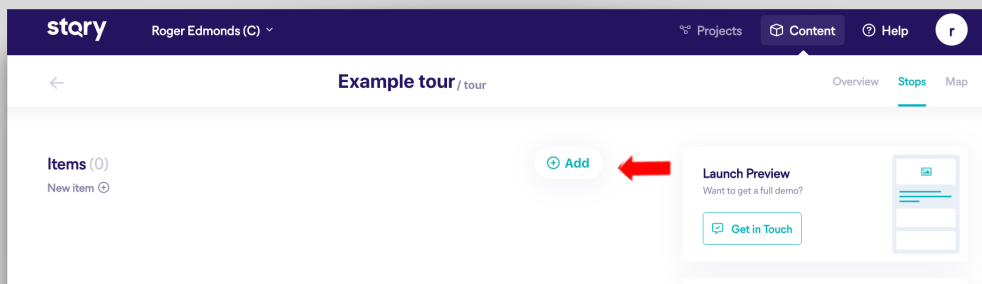 stqry Roger Edmonds (C) Projects Content Help r
Example tour / tour Overview Stops Map
Items (0) Add
New item
Launch Preview
Want to get a full demo?
Get in Touch